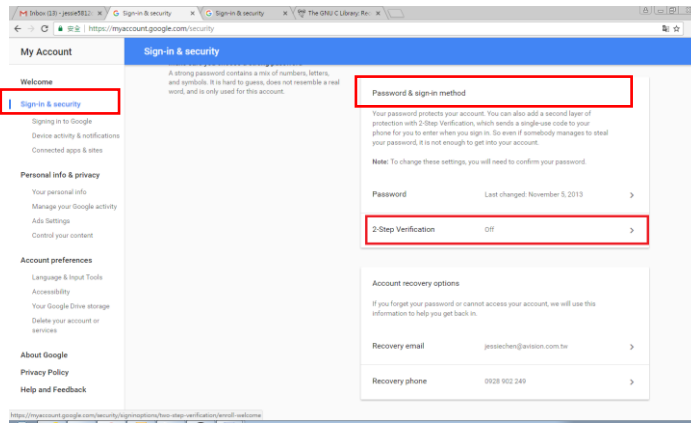 Inbox (13) - jessie5812
Sign-in & security
Sign-in & security
The GNU C Library: Re
安全 | https://myaccount.google.com/security
My Account
Sign-in & security
Welcome
Sign-in & security
Signing in to Google
Device activity & notifications
Connected apps & sites
Personal info & privacy
Your personal info
Manage your Google activity
Ads Settings
Control your content
Account preferences
Language & Input Tools
Accessibility
Your Google Drive storage
Delete your account or
services
About Google
Privacy Policy
Help and Feedback
A strong password contains a mix of numbers, letters,
and symbols. It is hard to guess, does not resemble a real
word, and is only used for this account.
Password & sign-in method
Your password protects your account. You can also add a second layer of
protection with 2-Step Verification, which sends a single-use code to your
phone for you to enter when you sign in. So even if somebody manages to steal
your password, it is not enough to get into your account.
Note: To change these settings, you will need to confirm your password.
Password Last changed: November 5, 2013
2-Step Verification Off
Account recovery options
If you forget your password or cannot access your account, we will use this
information to help you get back in.
Recovery email jessiechen@avision.com.tw
Recovery phone 0928 902 249
https://myaccount.google.com/security/signinoptions/two-step-verification/enroll-welcome